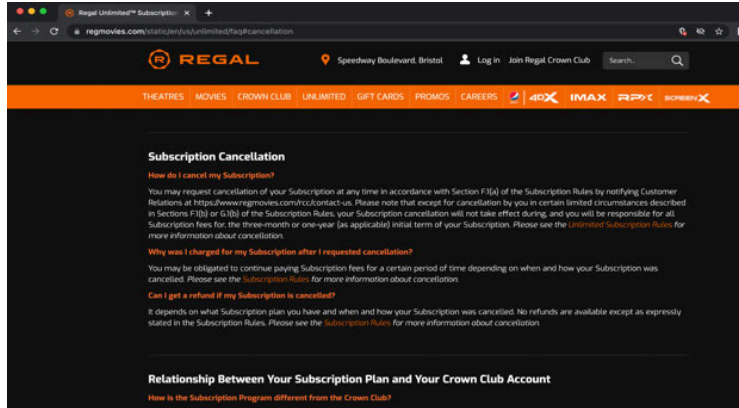 Regal Unlimited™ Subscription
regmovies.com/static/en/us/unlimited/faq#cancellation
REGAL
Speedway Boulevard, Bristol
Log in
Join Regal Crown Club
Search..
THEATRES MOVIES CROWN CLUB UNLIMITED GIFT CARDS PROMOS CAREERS 4DX IMAX RPX SCREENX
Subscription Cancellation
How do I cancel my Subscription?
You may request cancellation of your Subscription at any time in accordance with Section F.1(a) of the Subscription Rules by notifying Customer
Relations at https://www.regmovies.com/rcc/contact-us. Please note that except for cancellation by you in certain limited circumstances described
in Sections F.1(b) or G.1(b) of the Subscription Rules, your Subscription cancellation will not take effect during, and you will be responsible for all
Subscription fees for, the three-month or one-year (as applicable) initial term of your Subscription. Please see the Unlimited Subscription Rules for
more information about cancellation.
Why was I charged for my Subscription after I requested cancellation?
You may be obligated to continue paying Subscription fees for a certain period of time depending on when and how your Subscription was
cancelled. Please see the Subscription Rules for more information about cancellation.
Can I get a refund if my Subscription is cancelled?
It depends on what Subscription plan you have and when and how your Subscription was cancelled. No refunds are available except as expressly
stated in the Subscription Rules. Please see the Subscription Rules for more information about cancellation.
Relationship Between Your Subscription Plan and Your Crown Club Account
How is the Subscription Program different from the Crown Club?